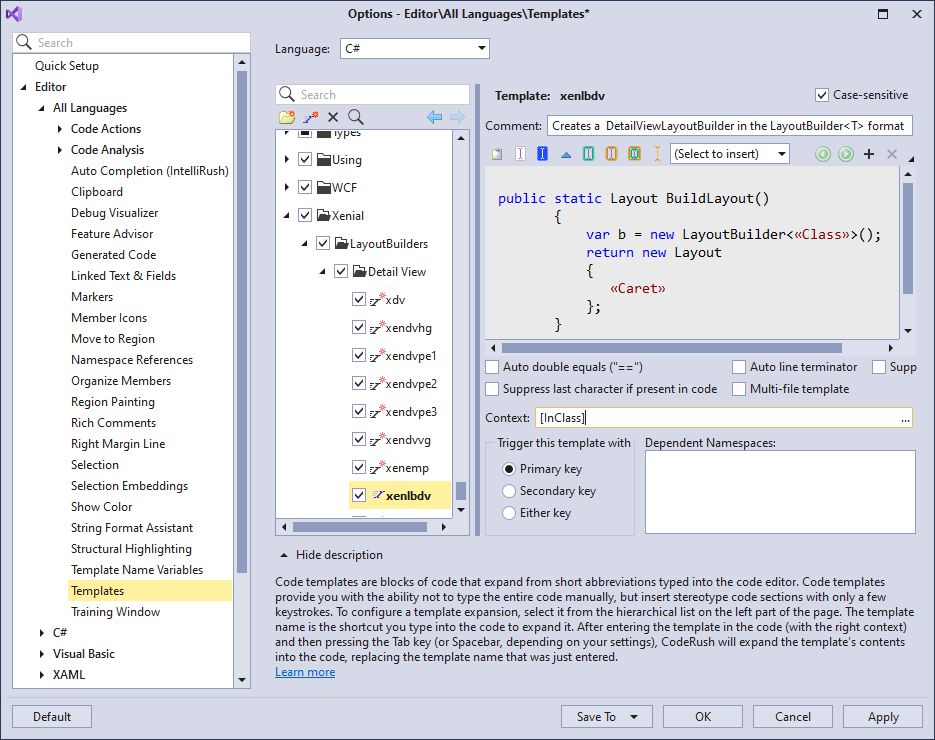 Options - Editor\All Languages\Templates*
Search
Quick Setup
Editor
All Languages
Code Actions
Code Analysis
Auto Completion (IntelliRush)
Clipboard
Debug Visualizer
Feature Advisor
Generated Code
Linked Text & Fields
Markers
Member Icons
Move to Region
Namespace References
Organize Members
Region Painting
Rich Comments
Right Margin Line
Selection
Selection Embeddings
Show Color
String Format Assistant
Structural Highlighting
Template Name Variables
Templates
Training Window
C#
Visual Basic
XAML
Language: C#
Search
Types
Using
WCF
Xenial
LayoutBuilders
Detail View
xdv
xendvhg
xendvpe1
xendvpe2
xendvpe3
xendvvg
xenemp
xenlbdv
Template: xenlbdv
Case-sensitive
Comment: Creates a  DetailViewLayoutBuilder in the LayoutBuilder<T> format
(Select to insert)
public static Layout BuildLayout()
{
var b = new LayoutBuilder<«Class»>();
return new Layout
{
«Caret»
};
}
Auto double equals ("==")
Auto line terminator
Supp
Suppress last character if present in code
Multi-file template
Context: [InClass] ...
Trigger this template with
Primary key
Secondary key
Either key
Dependent Namespaces:
Hide description
Code templates are blocks of code that expand from short abbreviations typed into the code editor. Code templates
provide you with the ability not to type the entire code manually, but insert stereotype code sections with only a few
keystrokes. To configure a template expansion, select it from the hierarchical list on the left part of the page. The template
name is the shortcut you type into the code to expand it. After entering the template in the code (with the right context)
and then pressing the Tab key (or Spacebar, depending on your settings), CodeRush will expand the template's contents
into the code, replacing the template name that was just entered.
Learn more
Default
Save To
OK
Cancel
Apply